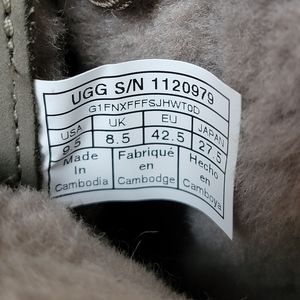 UGG S/N 1120979
G1FNXFFFSJHWT0D
USA UK EU JAPAN
9.5 8.5 42.5 27.5
Made Fabriqué Hecho
In en en
Cambodia Cambodge Camboya